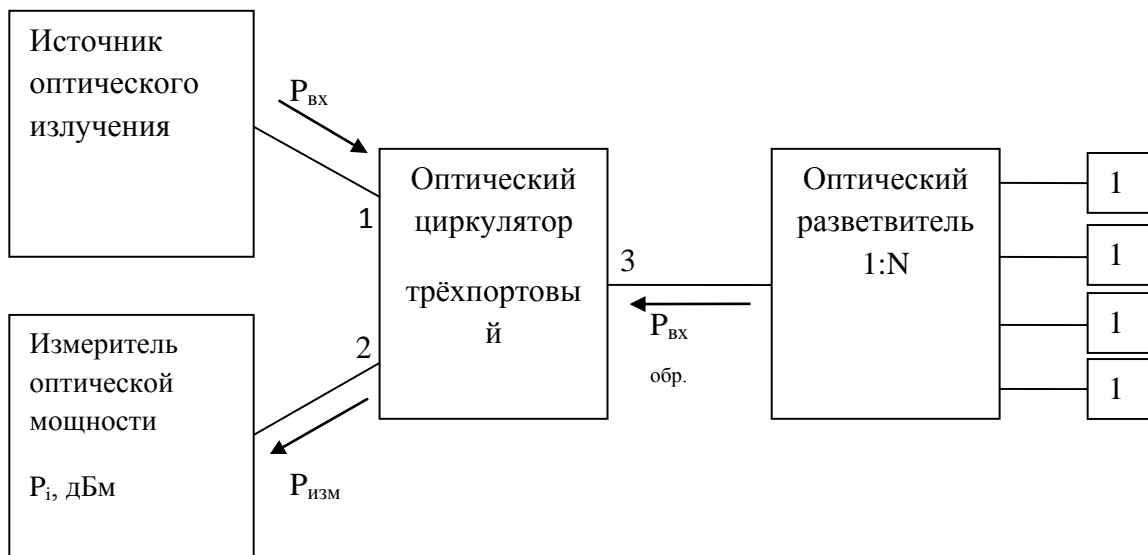 Источник
оптического
излучения
Pвх
1
Оптический
циркулятор
трёхпортовы
й
3
Pвх
обр.
Оптический
разветвитель
1:N
1
1
1
1
Измеритель
оптической
мощности
Pi, дБм
2
Pизм